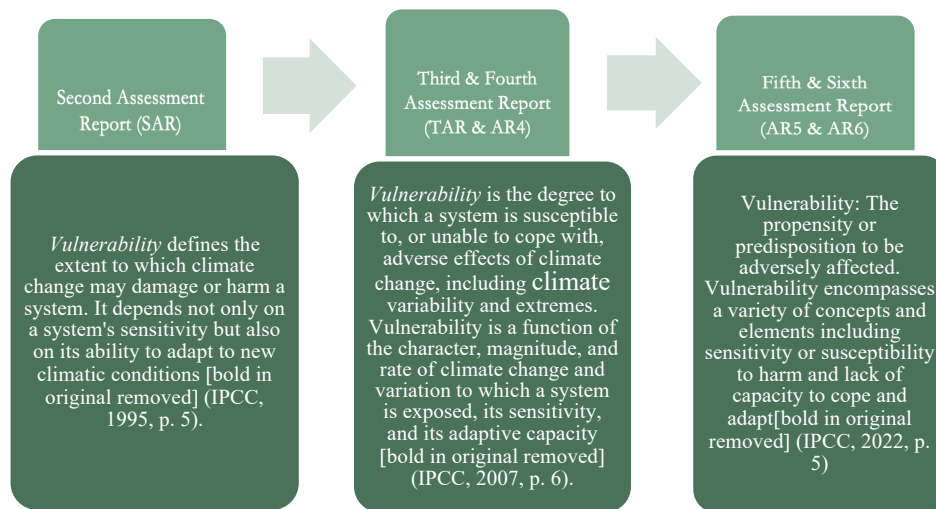 Second Assessment
Report (SAR)
Vulnerability defines the
extent to which climate
change may damage or harm a
system. It depends not only on
a system's sensitivity but also
on its ability to adapt to new
climatic conditions [bold in
original removed] (IPCC,
1995, p. 5).
Third & Fourth
Assessment Report
(TAR & AR4)
Vulnerability is the degree to
which a system is susceptible
to, or unable to cope with,
adverse effects of climate
change, including climate
variability and extremes.
Vulnerability is a function of
the character, magnitude, and
rate of climate change and
variation to which a system
is exposed, its sensitivity,
and its adaptive capacity
[bold in original removed]
(IPCC, 2007, p. 6).
Fifth & Sixth
Assessment Report
(AR5 & AR6)
Vulnerability: The
propensity or
predisposition to be
adversely affected.
Vulnerability encompasses
a variety of concepts and
elements including
sensitivity or susceptibility
to harm and lack of
capacity to cope and
adapt[bold in original
removed] (IPCC, 2022, p.
5)